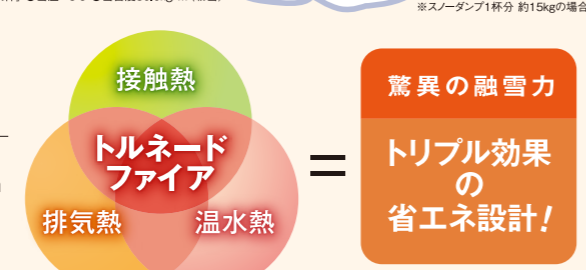 ※スノーダンプ1杯分 約15kgの場合
接触熱
トルネード
ファイア
排気熱
温水熱
=
驚異の融雪力
トリプル効果
の
省エネ設計!